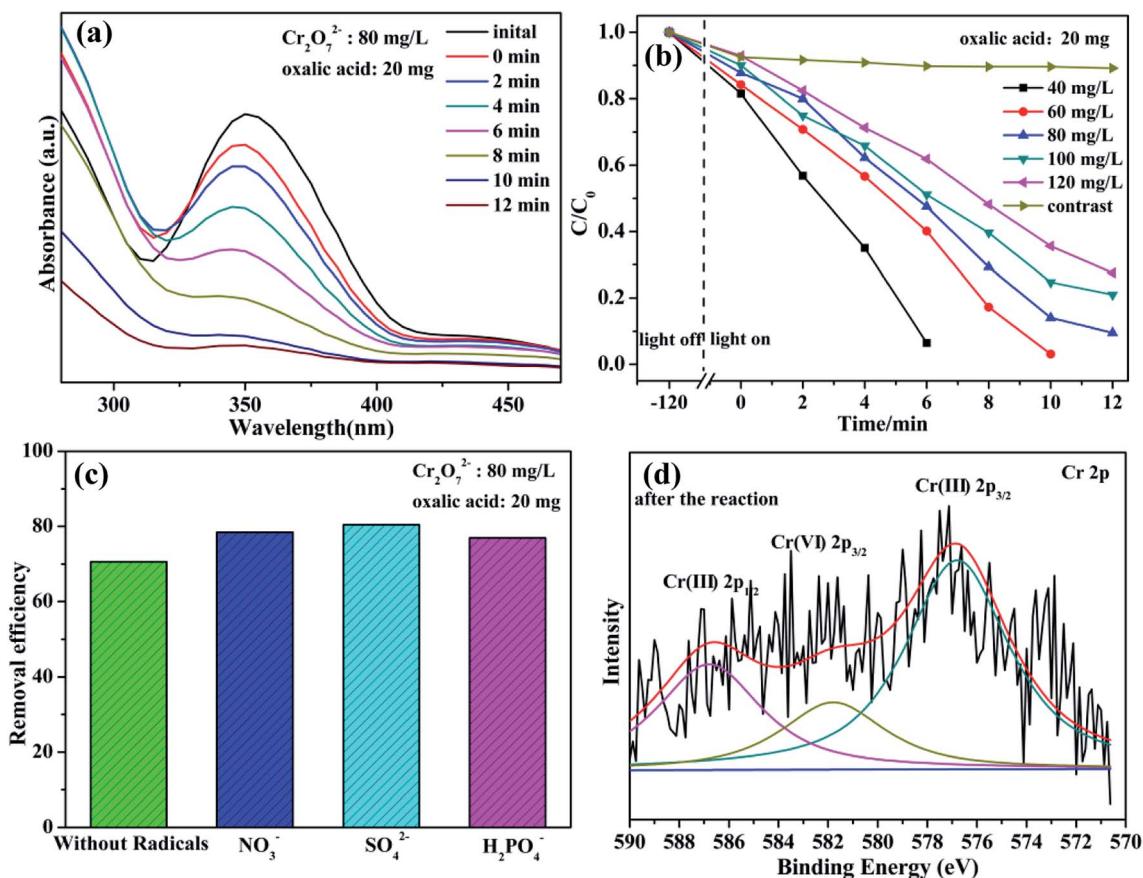 (a)
Cr₂O₇²⁻ : 80 mg/L
oxalic acid: 20 mg
inital
0 min
2 min
4 min
6 min
8 min
10 min
12 min
Absorbance (a.u.)
300 350 400 450
Wavelength(nm)
(b)
oxalic acid: 20 mg
40 mg/L
60 mg/L
80 mg/L
100 mg/L
120 mg/L
contrast
C/C₀
1.0
0.8
0.6
0.4
0.2
0.0
light off light on
-120 0 2 4 6 8 10 12
Time/min
(c)
Cr₂O₇²⁻ : 80 mg/L
oxalic acid: 20 mg
Removal efficiency
100
80
60
40
20
0
Without Radicals NO₃⁻ SO₄²⁻ H₂PO₄⁻
(d)
Cr 2p
after the reaction
Cr(III) 2p₃/₂
Cr(VI) 2p₃/₂
Cr(III) 2p₁/₂
Intensity
590 588 586 584 582 580 578 576 574 572 570
Binding Energy (eV)